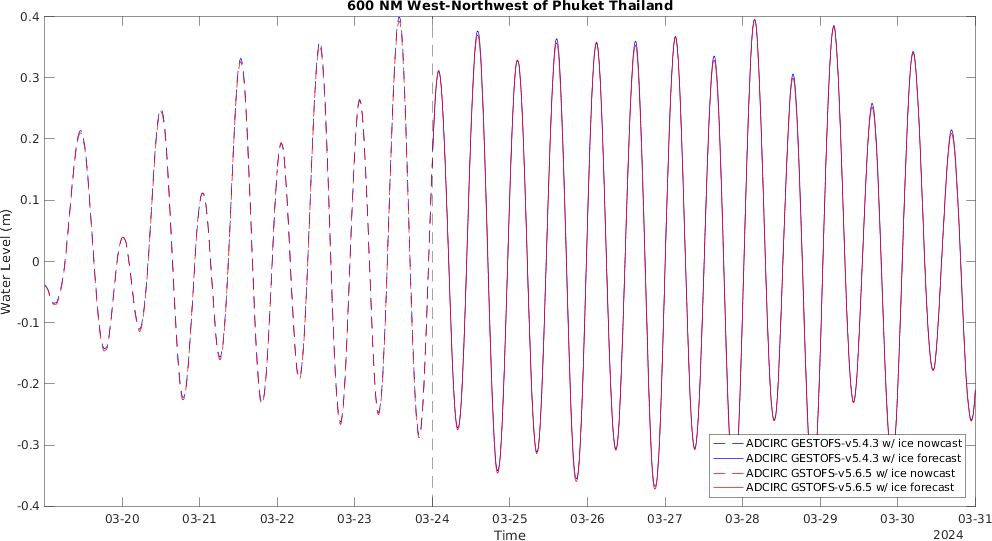 600 NM West-Northwest of Phuket Thailand
0.4
0.3
0.2
0.1
0
-0.1
-0.2
-0.3
-0.4
Water Level (m)
ADCIRC GESTOFS-v5.4.3 w/ ice nowcast
ADCIRC GESTOFS-v5.4.3 w/ ice forecast
ADCIRC GSTOFS-v5.6.5 w/ ice nowcast
ADCIRC GSTOFS-v5.6.5 w/ ice forecast
03-20 03-21 03-22 03-23 03-24 03-25 03-26 03-27 03-28 03-29 03-30 03-31
Time
2024